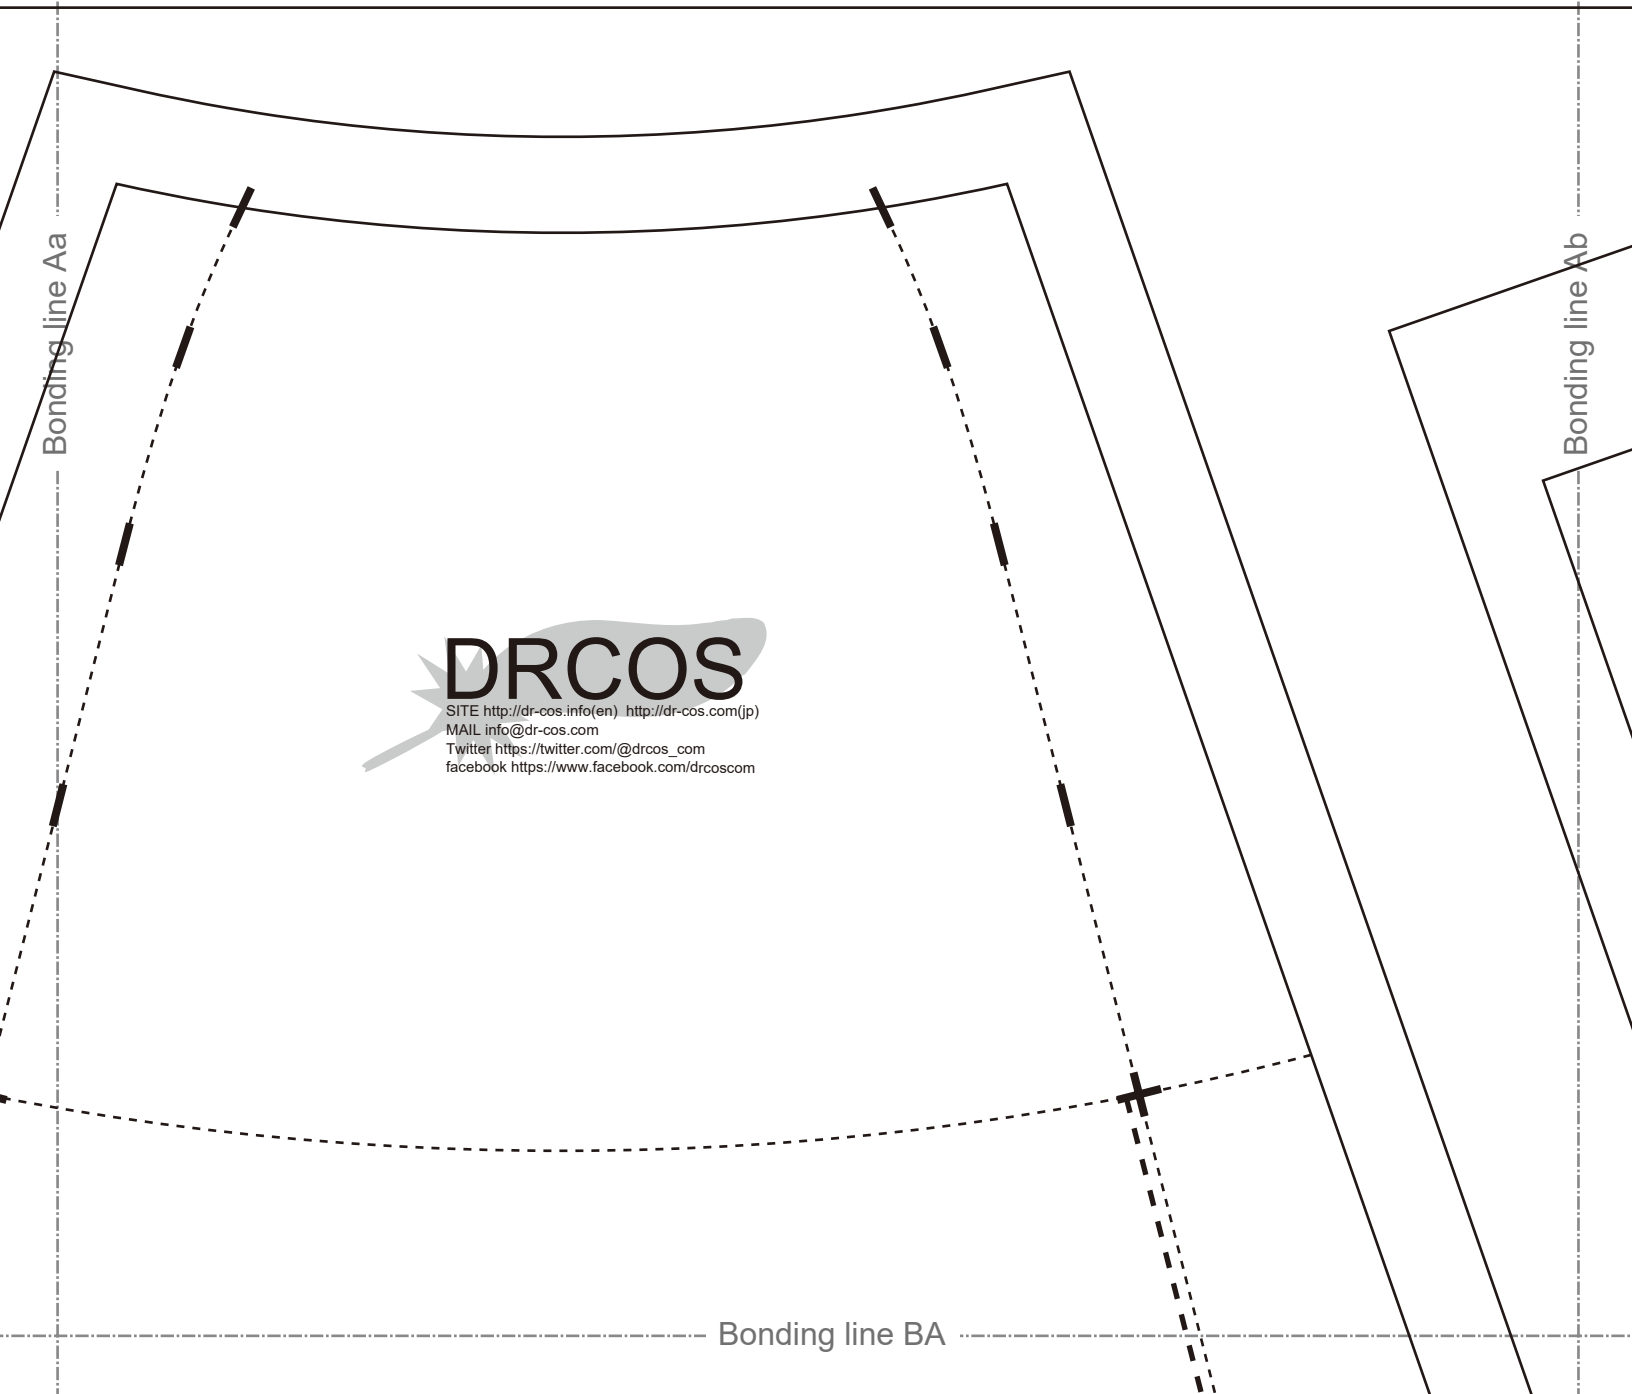 Bonding line Aa
Bonding line Ab
DRCOS
SITE http://dr-cos.info(en)  http://dr-cos.com(jp)
MAIL info@dr-cos.com
Twitter https://twitter.com/@drcos_com
facebook https://www.facebook.com/drcoscom
Bonding line BA